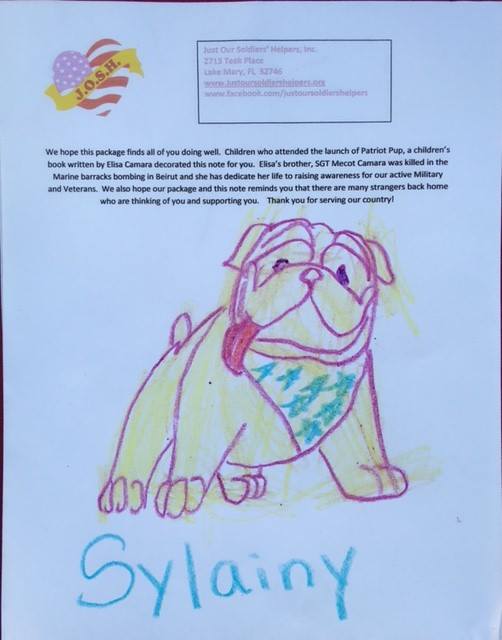 J.O.S.H.
Just Our Soldiers' Helpers, Inc.
2713 Teak Place
Lake Mary, FL 32746
www.justoursoldiershelpers.org
www.facebook.com/justoursoldiershelpers
We hope this package finds all of you doing well. Children who attended the launch of Patriot Pup, a children's
book written by Elisa Camara decorated this note for you. Elisa's brother, SGT Mecot Camara was killed in the
Marine barracks bombing in Beirut and she has dedicate her life to raising awareness for our active Military
and Veterans. We also hope our package and this note reminds you that there are many strangers back home
who are thinking of you and supporting you. Thank you for serving our country!
Sylainy